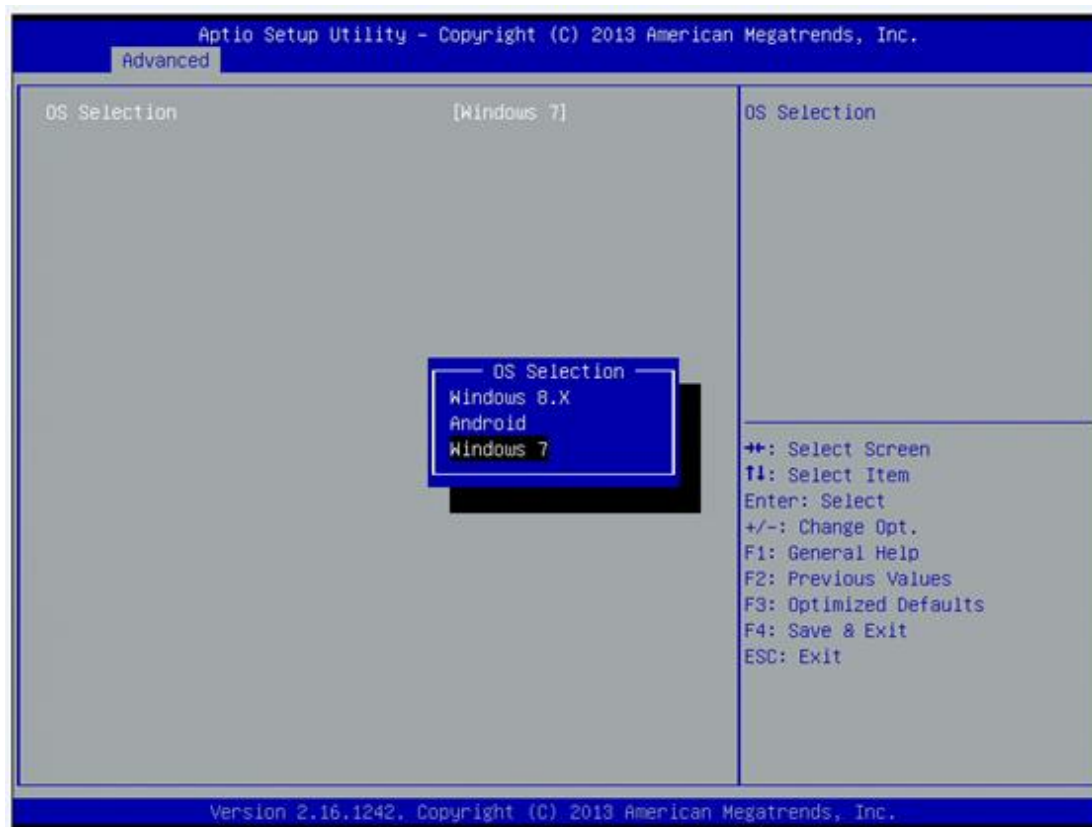 Aptio Setup Utility – Copyright (C) 2013 American Megatrends, Inc.
Advanced
OS Selection [Windows 7]
OS Selection
OS Selection
Windows 8.X
Android
Windows 7
→←: Select Screen
↑↓: Select Item
Enter: Select
+/-: Change Opt.
F1: General Help
F2: Previous Values
F3: Optimized Defaults
F4: Save & Exit
ESC: Exit
Version 2.16.1242. Copyright (C) 2013 American Megatrends, Inc.